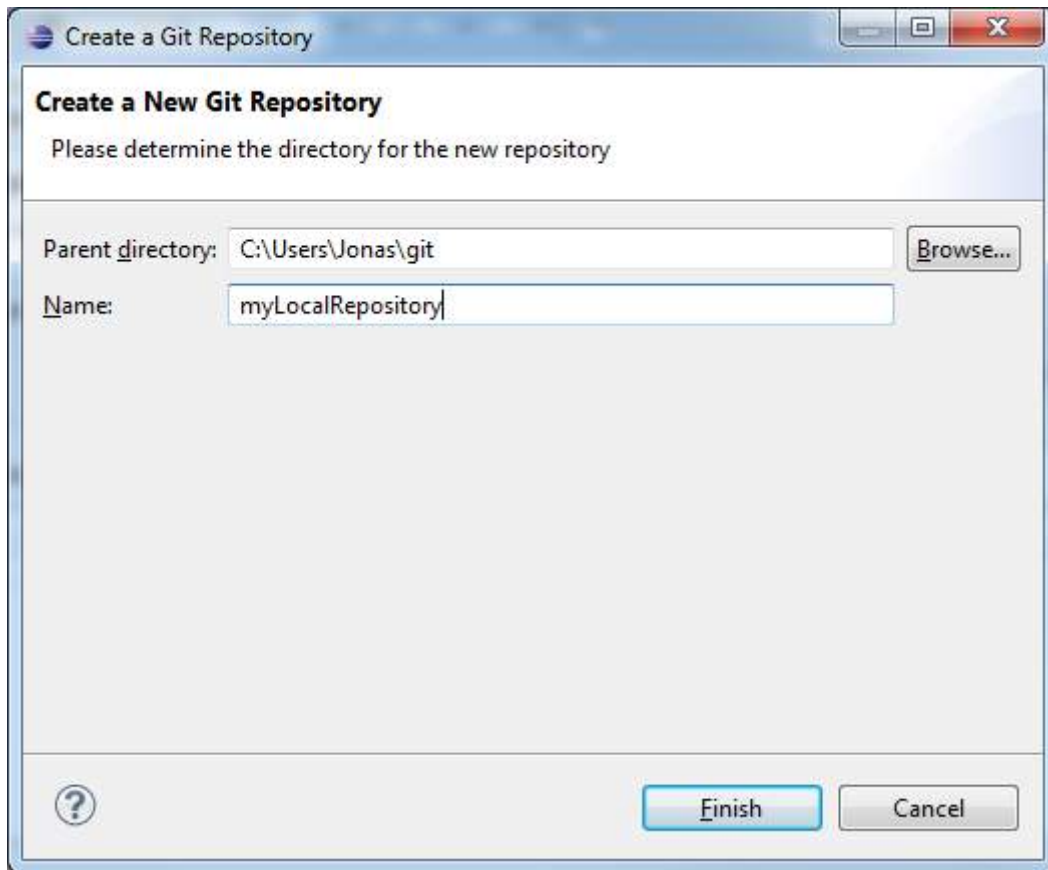 Create a Git Repository
Create a New Git Repository
Please determine the directory for the new repository
Parent directory: C:\Users\Jonas\git Browse...
Name: myLocalRepository
? Finish Cancel